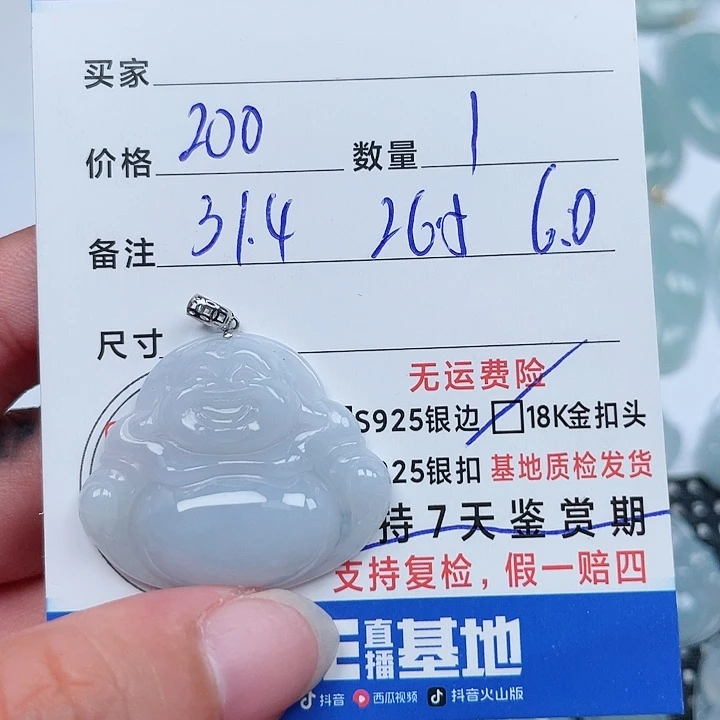 买家
价格 200 数量 1
备注 31.4 26.5 6.0
尺寸
无运费险
S925银边 18K金扣头
925银扣 基地质检发货
持7天鉴赏期
支持复检，假一赔四
直播基地
抖音 西瓜视频 抖音火山版